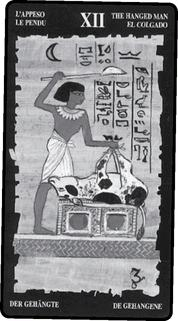 L'APPESO
LE PENDU
XII
THE HANGED MAN
EL COLGADO
DER GEHÄNGTE
DE GEHANGENE